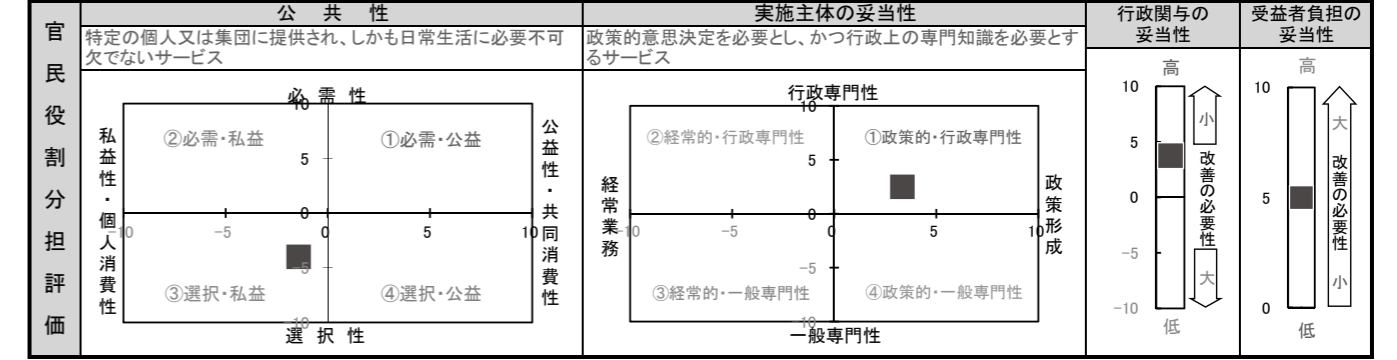 官民役割分担評価
公共性
特定の個人又は集団に提供され、しかも日常生活に必要不可
欠でないサービス
必需性
10
②必需・私益
①必需・公益
5
私益性・個人消費性
公益性・共同消費性
0
-10
-5
0
5
10
-5
③選択・私益
④選択・公益
-10
選択性
実施主体の妥当性
政策的意思決定を必要とし、かつ行政上の専門知識を必要とす
るサービス
行政専門性
10
②経常的・行政専門性
①政策的・行政専門性
5
経常業務
政策形成
0
-10
-5
0
5
10
-5
③経常的・一般専門性
④政策的・一般専門性
-10
一般専門性
行政関与の
妥当性
高
10
5
0
-5
-10
低
小
改善の必要性
大
受益者負担の
妥当性
高
10
5
0
低
大
改善の必要性
小